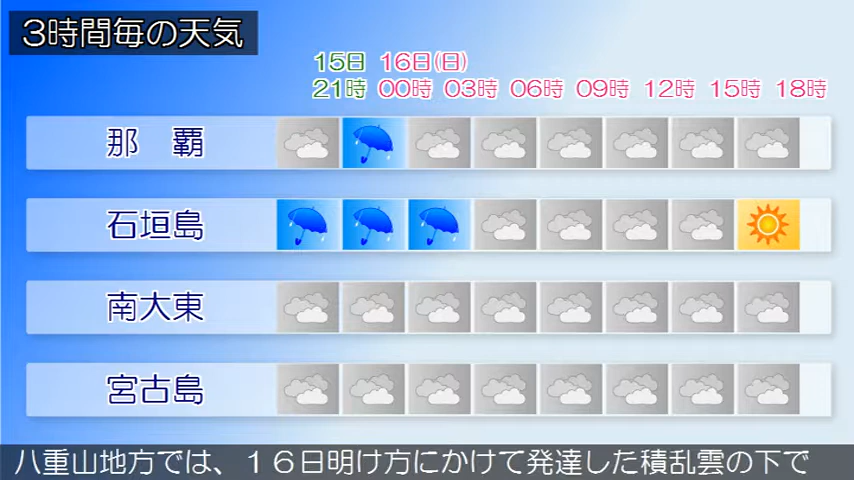 3時間毎の天気
15日 16日(日)
21時 00時 03時 06時 09時 12時 15時 18時
那　覇
石垣島
南大東
宮古島
八重山地方では、１６日明け方にかけて発達した積乱雲の下で